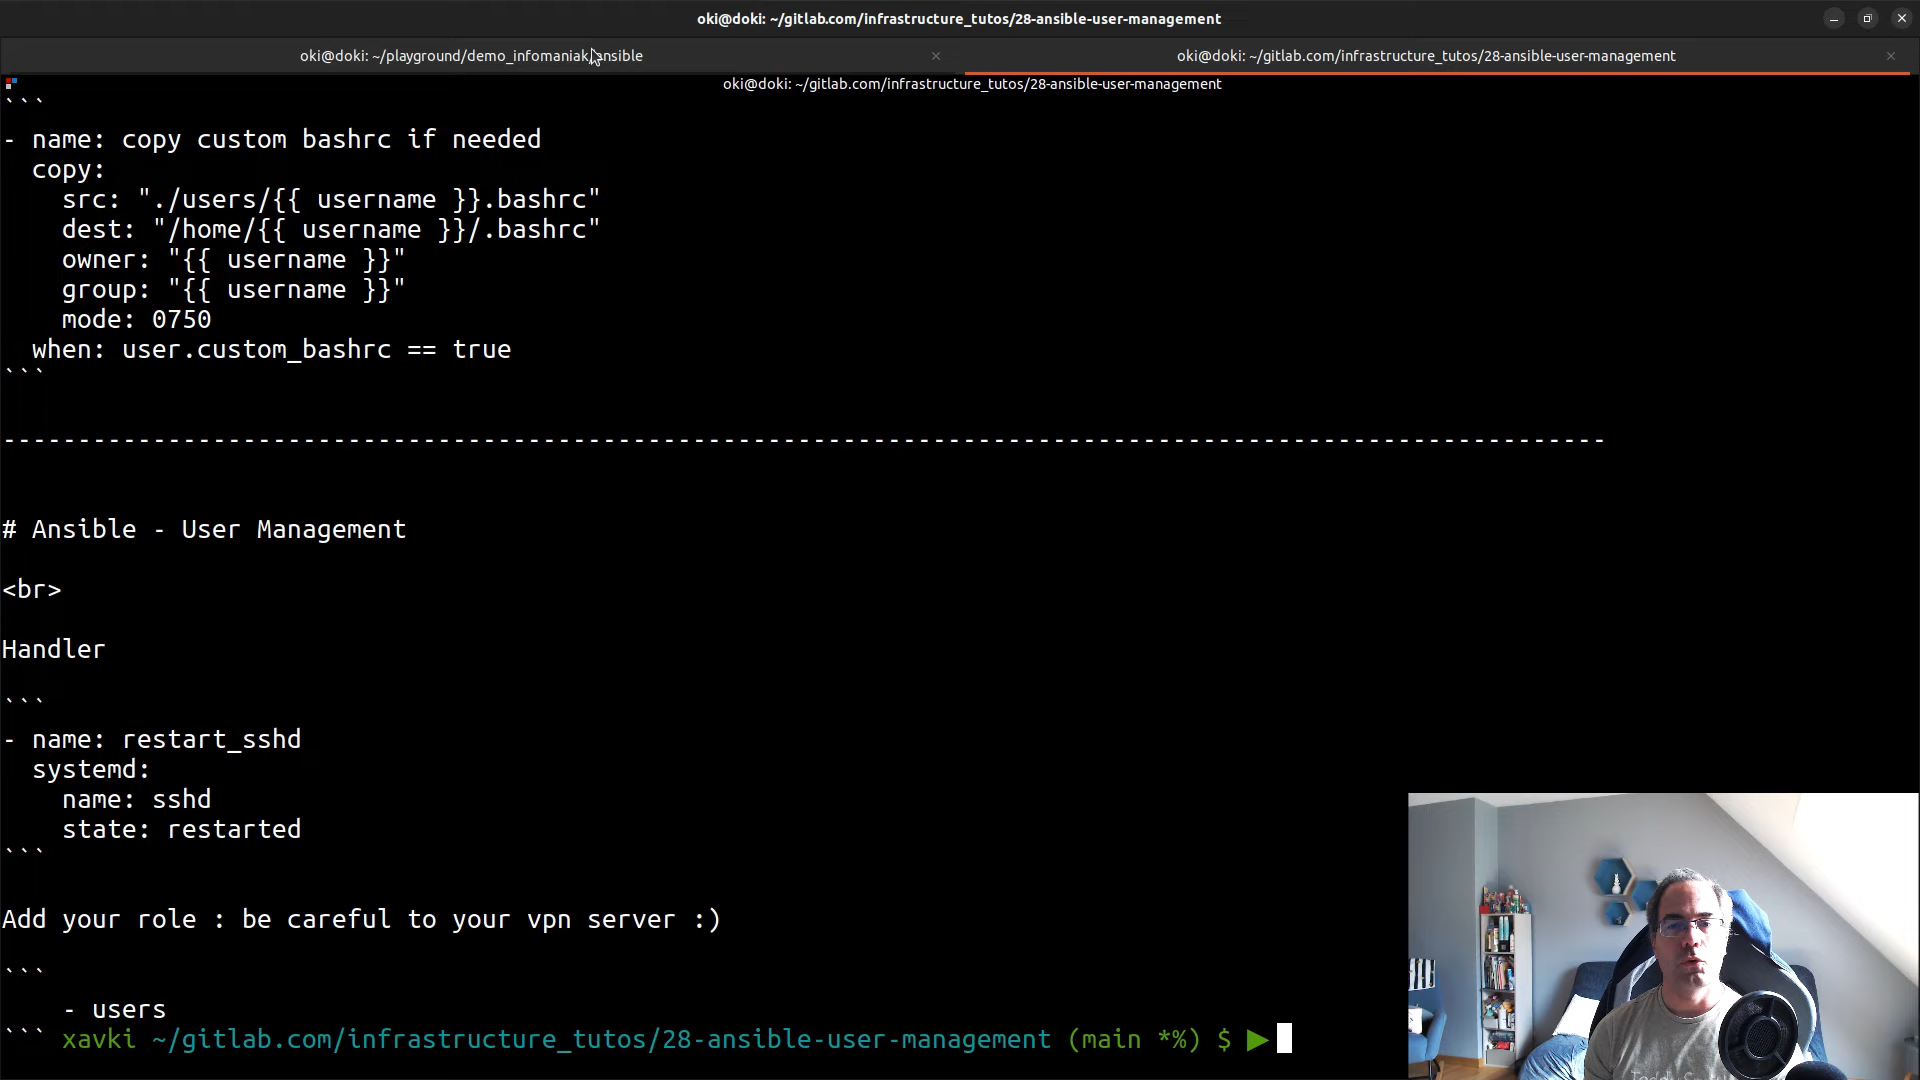 oki@doki: ~/gitlab.com/infrastructure_tutos/28-ansible-user-management
oki@doki: ~/playground/demo_infomaniak/ansible
oki@doki: ~/gitlab.com/infrastructure_tutos/28-ansible-user-management
oki@doki: ~/gitlab.com/infrastructure_tutos/28-ansible-user-management
```
- name: copy custom bashrc if needed
  copy:
    src: "./users/{{ username }}.bashrc"
    dest: "/home/{{ username }}/.bashrc"
    owner: "{{ username }}"
    group: "{{ username }}"
    mode: 0750
  when: user.custom_bashrc == true
```
-----------------------------------------------------------------------------------------------------------
# Ansible - User Management
<br>
Handler
```
- name: restart_sshd
  systemd:
    name: sshd
    state: restarted
```
Add your role : be careful to your vpn server :)
```
    - users
``` xavki ~/gitlab.com/infrastructure_tutos/28-ansible-user-management (main *%) $ ▶